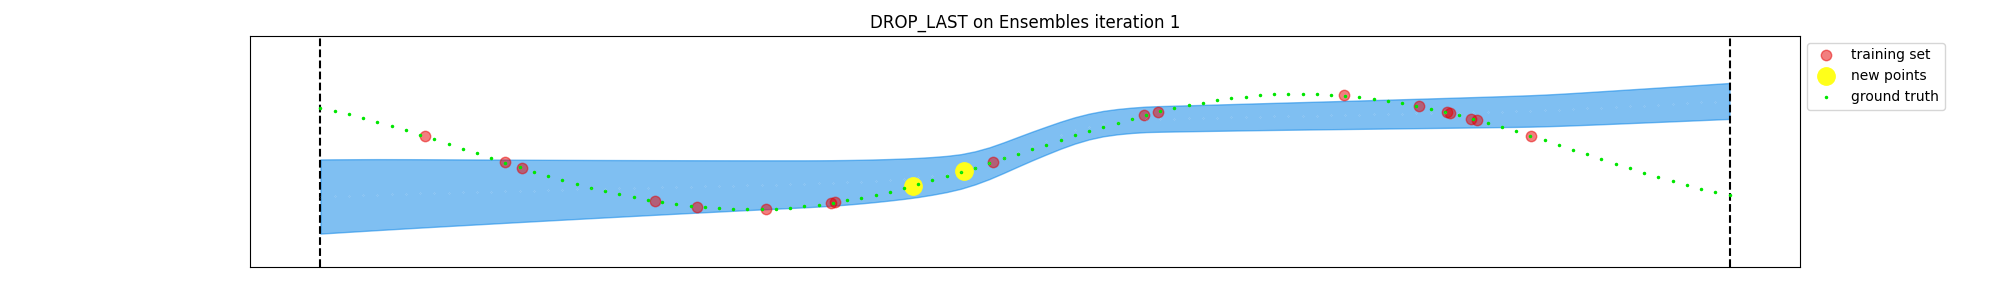 DROP_LAST on Ensembles iteration 1
training set
new points
ground truth